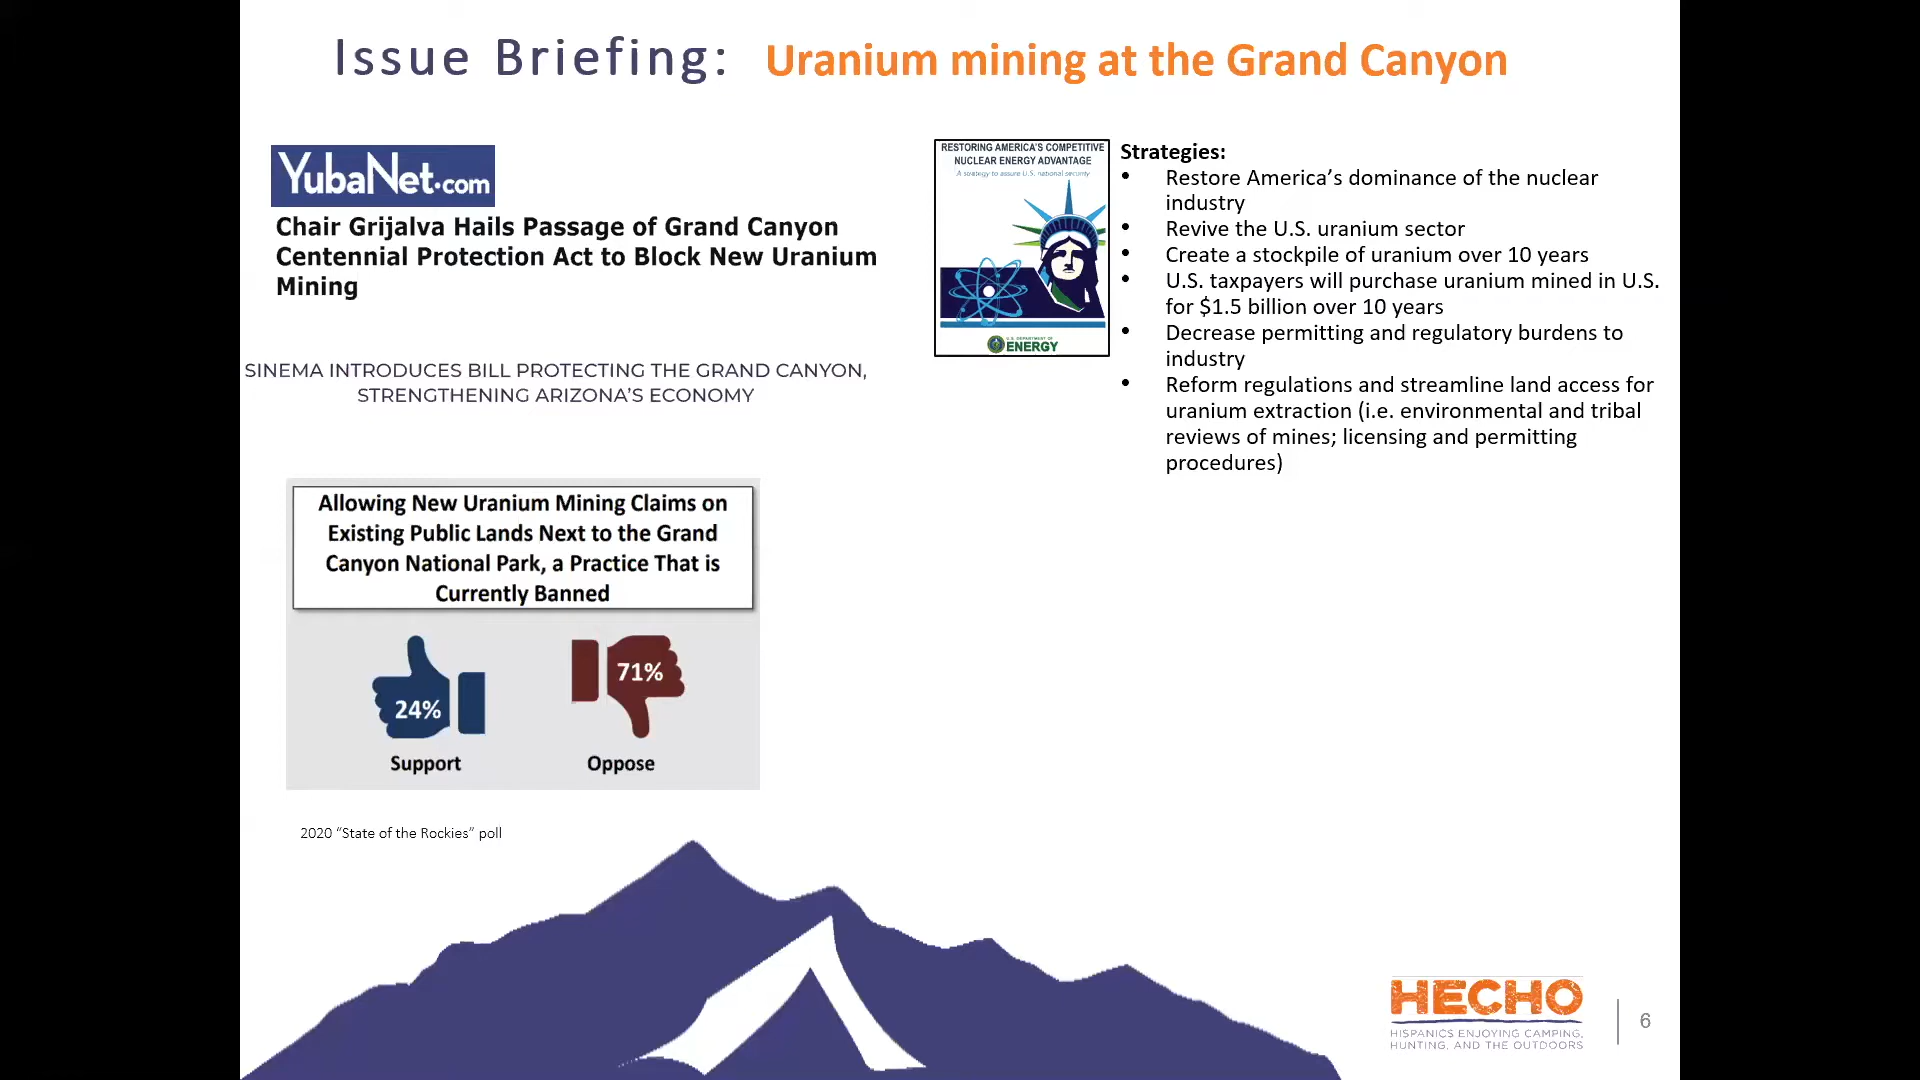 Issue Briefing: Uranium mining at the Grand Canyon
YubaNet.com
Chair Grijalva Hails Passage of Grand Canyon
Centennial Protection Act to Block New Uranium
Mining
SINEMA INTRODUCES BILL PROTECTING THE GRAND CANYON,
STRENGTHENING ARIZONA'S ECONOMY
Allowing New Uranium Mining Claims on
Existing Public Lands Next to the Grand
Canyon National Park, a Practice That is
Currently Banned
24%
71%
Support
Oppose
2020 “State of the Rockies” poll
RESTORING AMERICA'S COMPETITIVE
NUCLEAR ENERGY ADVANTAGE
A strategy to assure U.S. national security
U.S. DEPARTMENT OF
ENERGY
Strategies:
• Restore America’s dominance of the nuclear
industry
• Revive the U.S. uranium sector
• Create a stockpile of uranium over 10 years
• U.S. taxpayers will purchase uranium mined in U.S.
for $1.5 billion over 10 years
• Decrease permitting and regulatory burdens to
industry
• Reform regulations and streamline land access for
uranium extraction (i.e. environmental and tribal
reviews of mines; licensing and permitting
procedures)
HECHO
HISPANICS ENJOYING CAMPING,
HUNTING, AND THE OUTDOORS
6